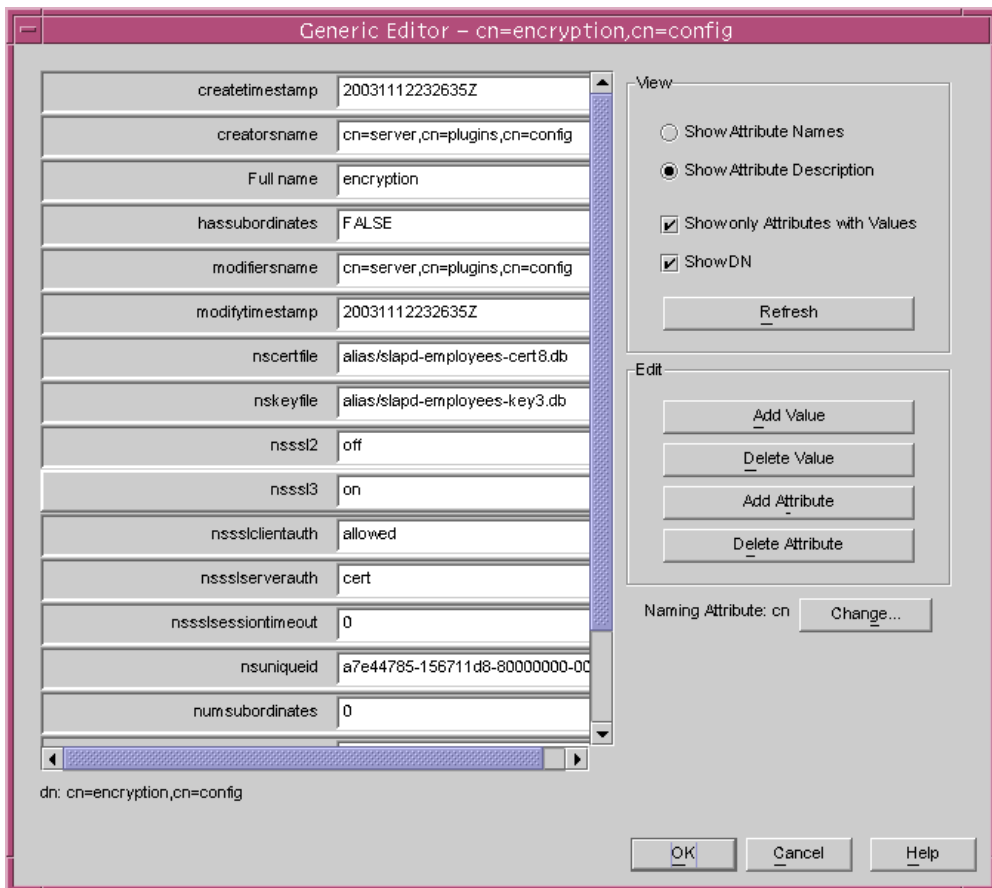 Generic Editor – cn=encryption,cn=config
createtimestamp 20031112232635Z
creatorsname cn=server,cn=plugins,cn=config
Full name encryption
hassubordinates FALSE
modifiersname cn=server,cn=plugins,cn=config
modifytimestamp 20031112232635Z
nscertfile alias/slapd-employees-cert8.db
nskeyfile alias/slapd-employees-key3.db
nsssl2 off
nsssl3 on
nssslclientauth allowed
nssslserverauth cert
nssslsessiontimeout 0
nsuniqueid a7e44785-156711d8-80000000-00
numsubordinates 0
dn: cn=encryption,cn=config
View
Show Attribute Names
Show Attribute Description
Show only Attributes with Values
Show DN
Refresh
Edit
Add Value
Delete Value
Add Attribute
Delete Attribute
Naming Attribute: cn Change...
OK Cancel Help